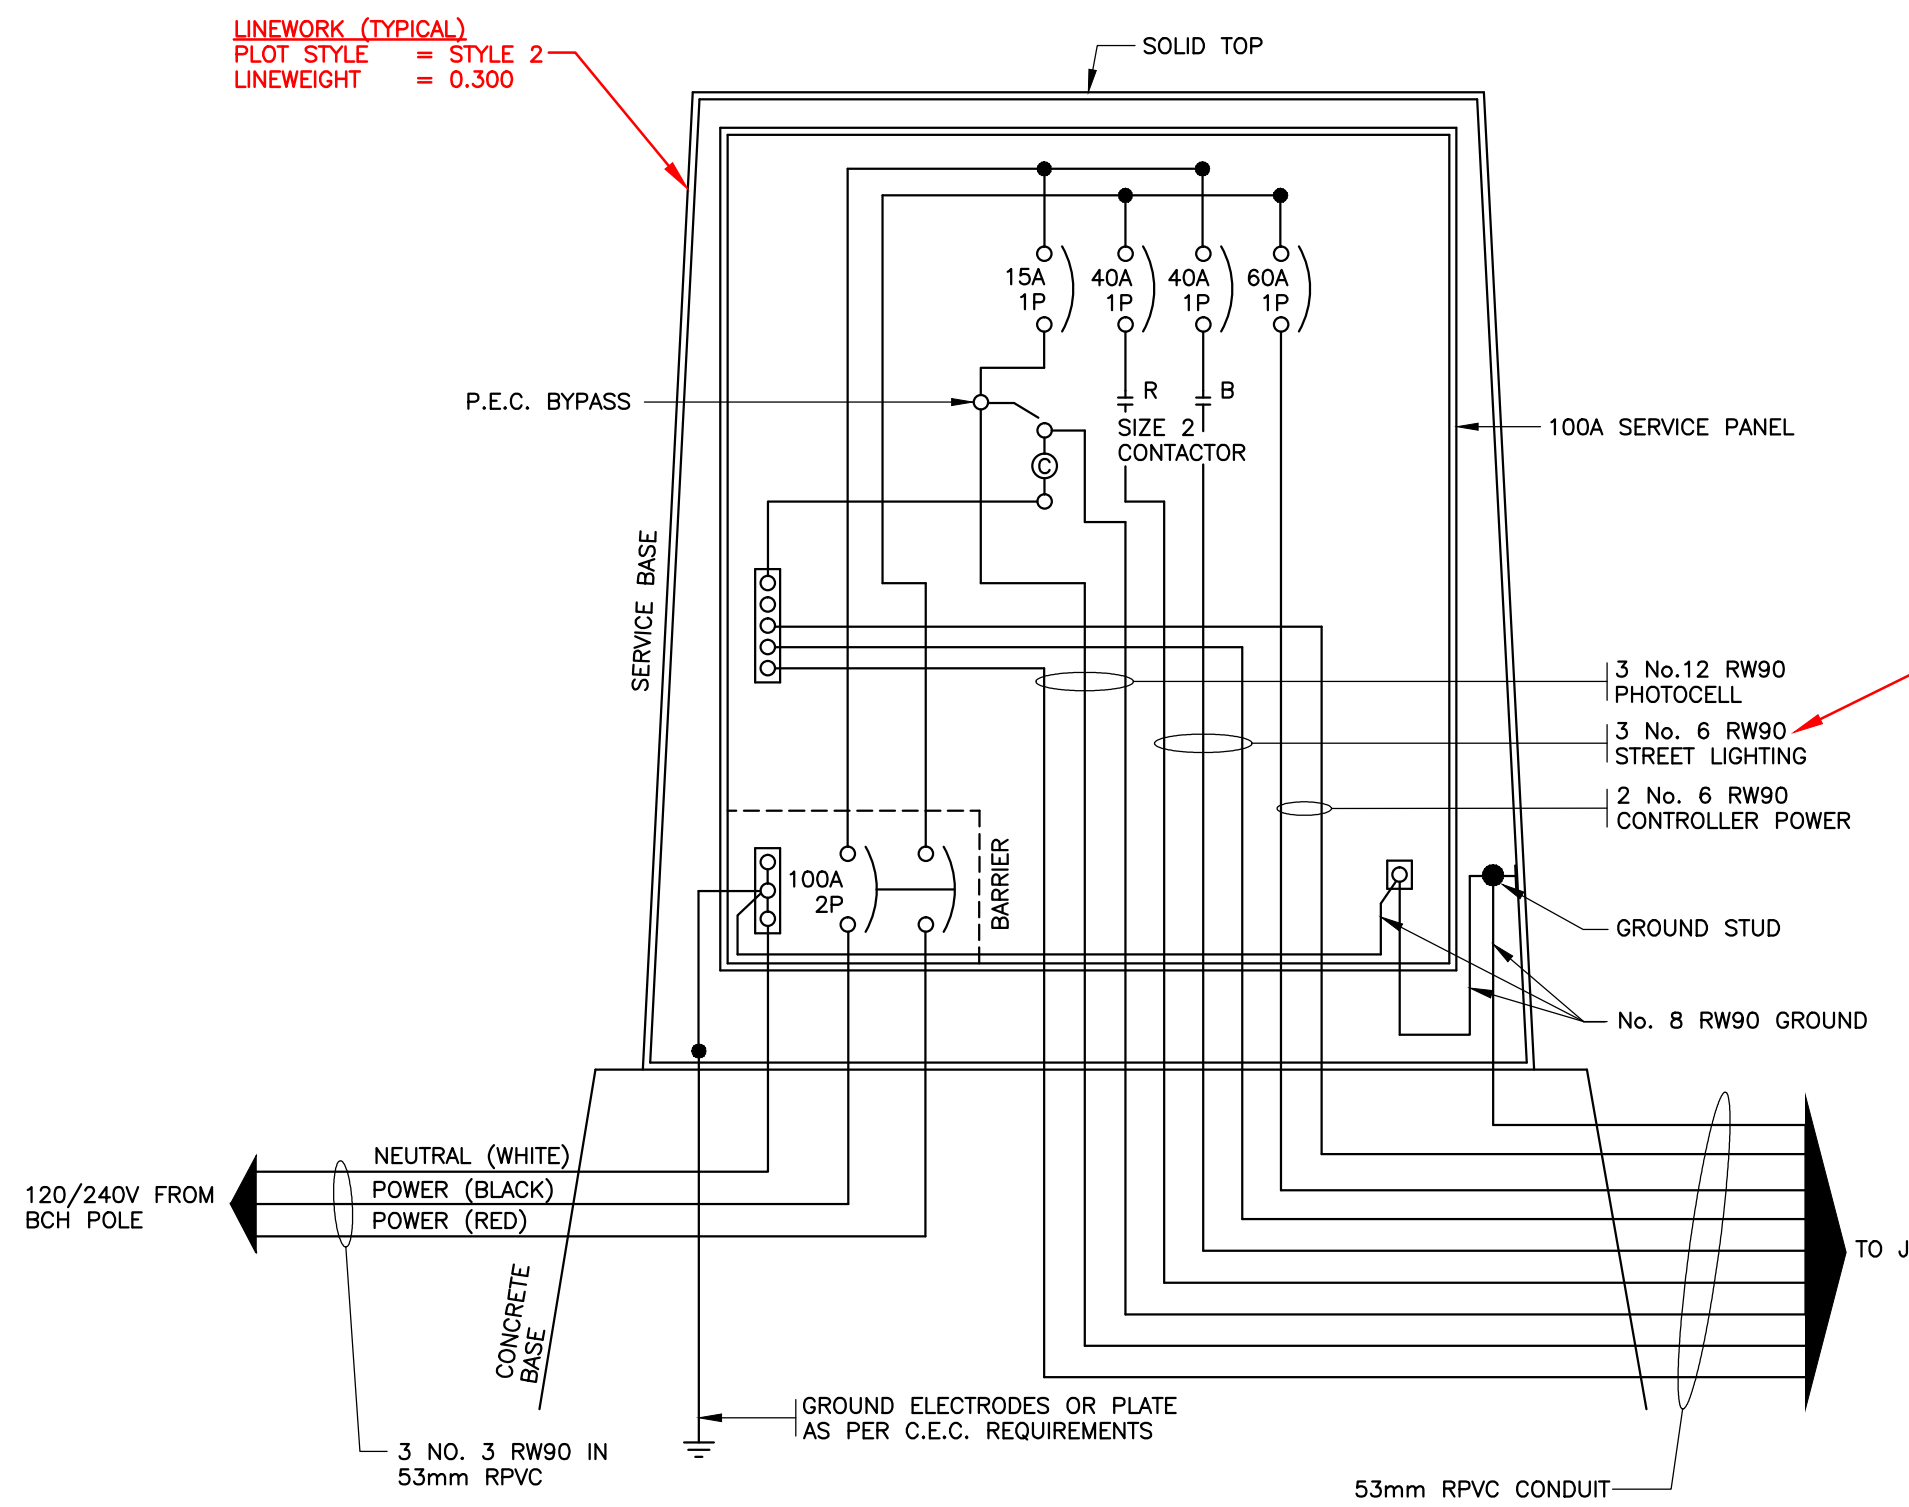 LINEWORK (TYPICAL)
PLOT STYLE = STYLE 2
LINEWEIGHT = 0.300
SOLID TOP
15A
1P
40A
1P
40A
1P
60A
1P
P.E.C. BYPASS
R
B
SIZE 2
CONTACTOR
C
100A SERVICE PANEL
SERVICE BASE
3 No.12 RW90
PHOTOCELL
3 No. 6 RW90
STREET LIGHTING
2 No. 6 RW90
CONTROLLER POWER
100A
2P
BARRIER
GROUND STUD
No. 8 RW90 GROUND
NEUTRAL (WHITE)
POWER (BLACK)
POWER (RED)
120/240V FROM
BCH POLE
TO J
CONCRETE
BASE
GROUND ELECTRODES OR PLATE
AS PER C.E.C. REQUIREMENTS
3 NO. 3 RW90 IN
53mm RPVC
53mm RPVC CONDUIT